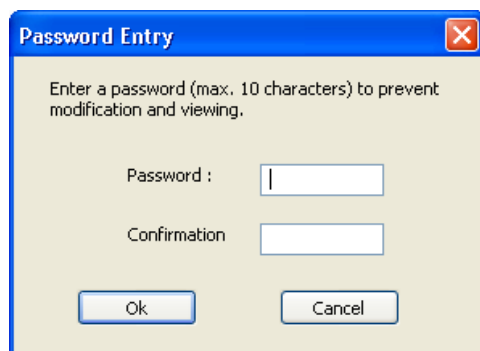 Password Entry
Enter a password (max. 10 characters) to prevent
modification and viewing.
Password :
Confirmation
Ok
Cancel